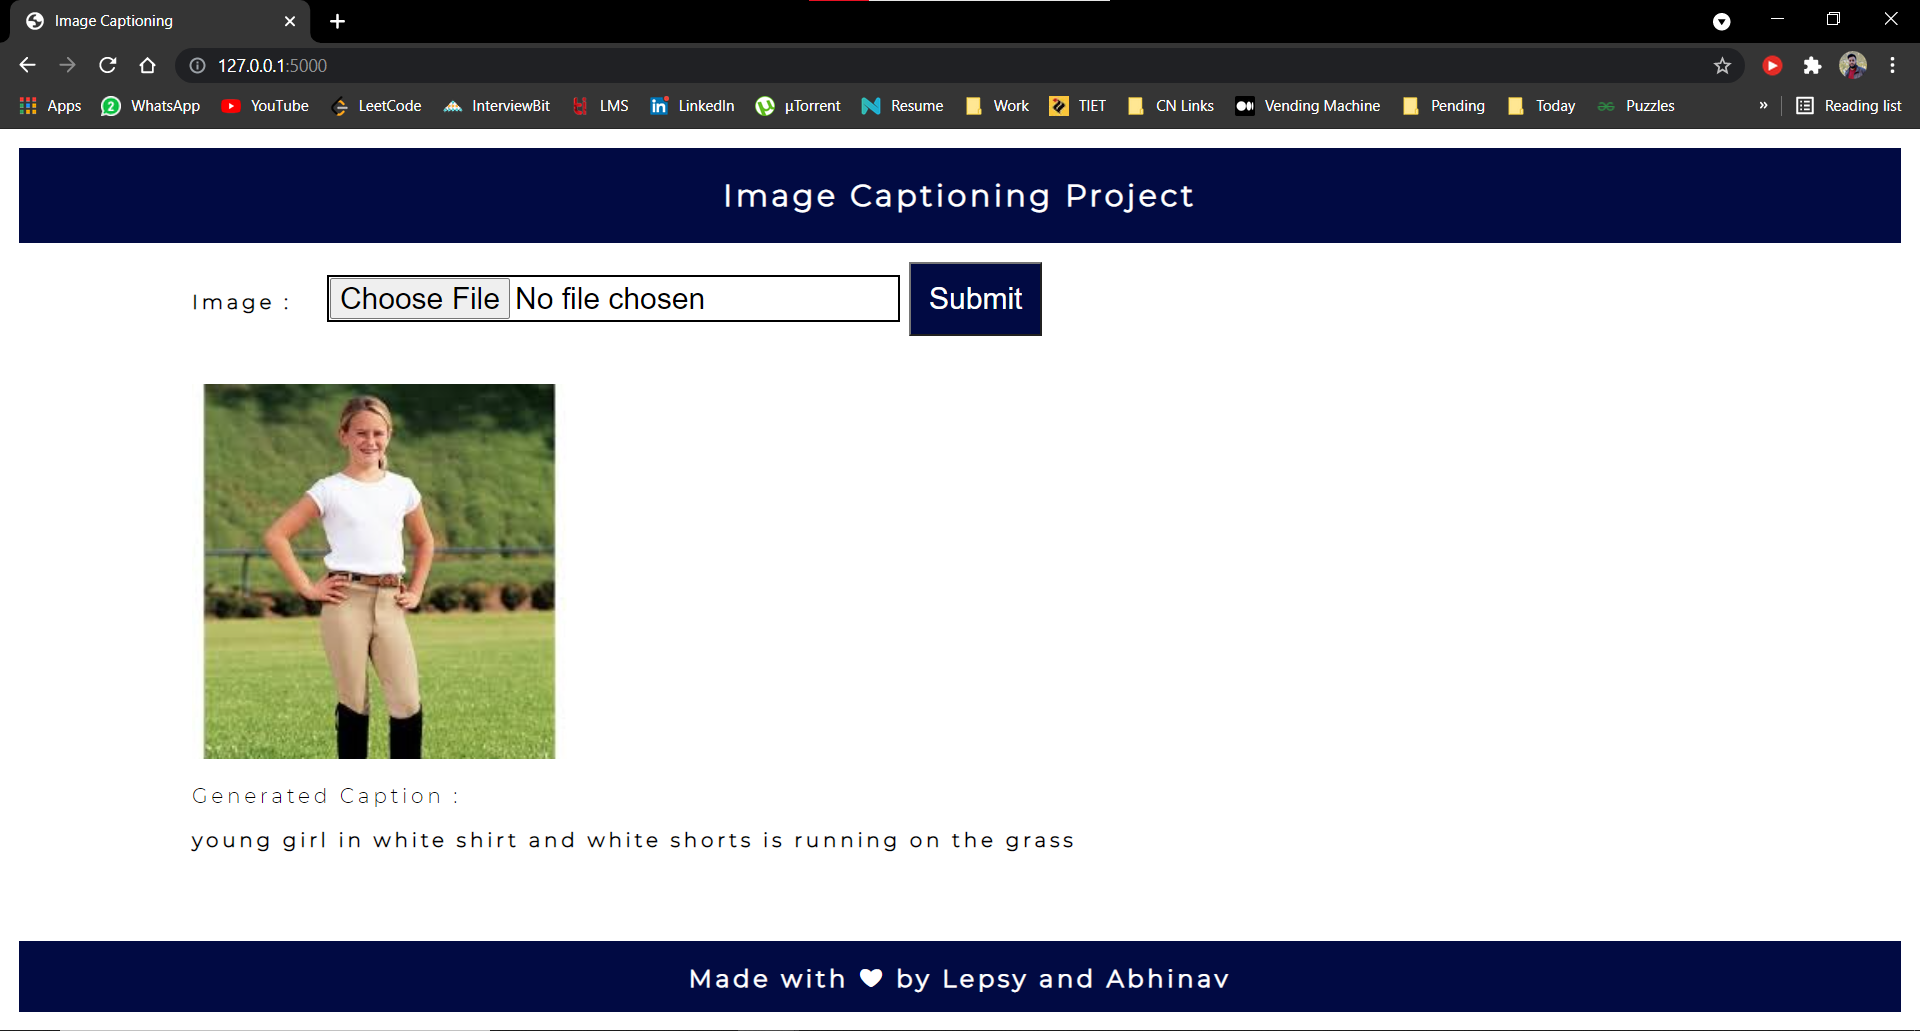 Image Captioning
127.0.0.1:5000
Apps WhatsApp YouTube LeetCode InterviewBit LMS LinkedIn µTorrent Resume Work TIET CN Links Vending Machine Pending Today Puzzles » Reading list
Image Captioning Project
Image : Choose File No file chosen Submit
Generated Caption :
young girl in white shirt and white shorts is running on the grass
Made with ♥ by Lepsy and Abhinav